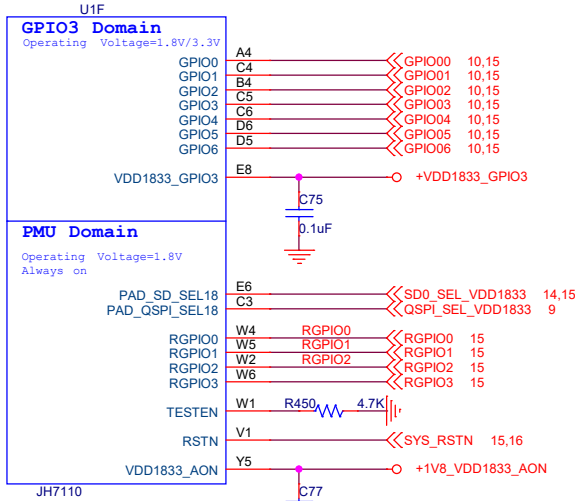 U1F
GPIO3 Domain
Operating Voltage=1.8V/3.3V
GPIO0 A4 GPIO00 10,15
GPIO1 C4 GPIO01 10,15
GPIO2 B4 GPIO02 10,15
GPIO3 C5 GPIO03 10,15
GPIO4 C6 GPIO04 10,15
GPIO5 D6 GPIO05 10,15
GPIO6 D5 GPIO06 10,15
VDD1833_GPIO3 E8 +VDD1833_GPIO3
C75
0.1uF
PMU Domain
Operating Voltage=1.8V
Always on
PAD_SD_SEL18 E6 SD0_SEL_VDD1833 14,15
PAD_QSPI_SEL18 C3 QSPI_SEL_VDD1833 9
RGPIO0 W4 RGPIO0 RGPIO0 15
RGPIO1 W5 RGPIO1 RGPIO1 15
RGPIO2 W2 RGPIO2 RGPIO2 15
RGPIO3 W6 RGPIO3 15
TESTEN W1 R450 4.7K
RSTN V1 SYS_RSTN 15,16
VDD1833_AON Y5 +1V8_VDD1833_AON
JH7110 C77